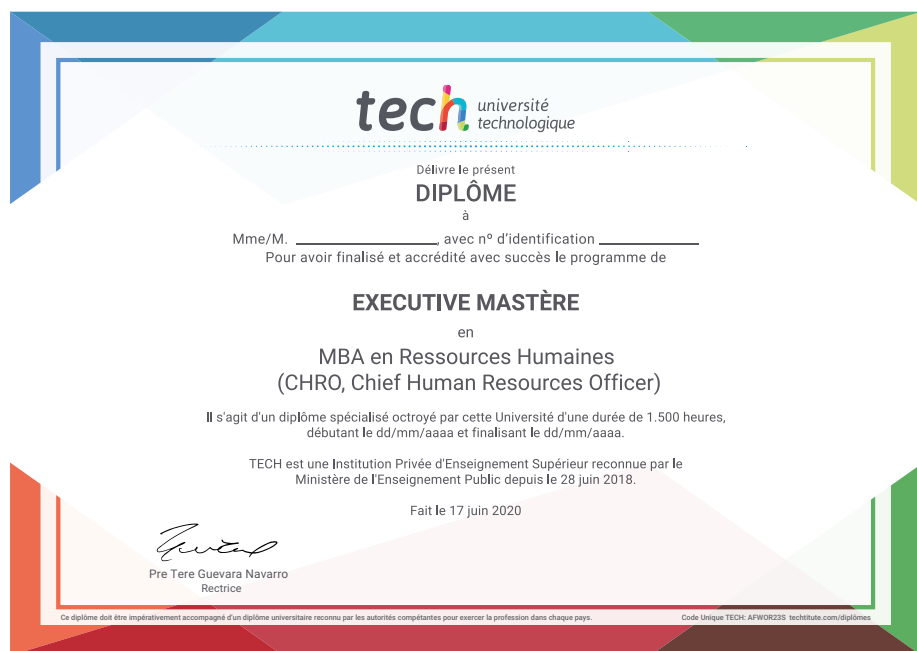 tech université
technologique
Délivre le présent
DIPLÔME
à
Mme/M. ____________________, avec nº d'identification ______________
Pour avoir finalisé et accrédité avec succès le programme de
EXECUTIVE MASTÈRE
en
MBA en Ressources Humaines
(CHRO, Chief Human Resources Officer)
Il s'agit d'un diplôme spécialisé octroyé par cette Université d'une durée de 1.500 heures,
débutant le dd/mm/aaaa et finalisant le dd/mm/aaaa.
TECH est une Institution Privée d'Enseignement Supérieur reconnue par le
Ministère de l'Enseignement Public depuis le 28 juin 2018.
Fait le 17 juin 2020
Pre Tere Guevara Navarro
Rectrice
Ce diplôme doit être impérativement accompagné d'un diplôme universitaire reconnu par les autorités compétantes pour exercer la profession dans chaque pays.
Code Unique TECH: AFWOR23S techtitute.com/diplômes